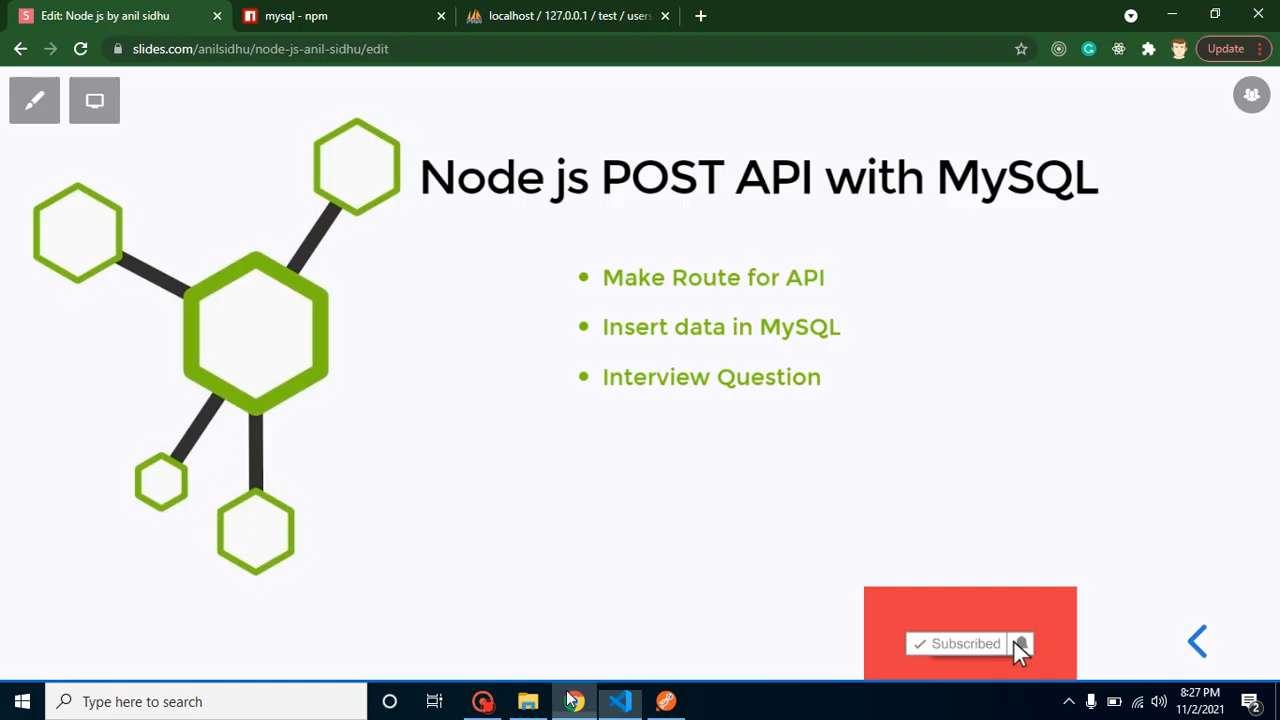 Edit: Node js by anil sidhu
mysql - npm
localhost / 127.0.0.1 / test / users
slides.com/anilsidhu/node-js-anil-sidhu/edit
Update
Node js POST API with MySQL
Make Route for API
Insert data in MySQL
Interview Question
Subscribed
Type here to search
8:27 PM
11/2/2021
2